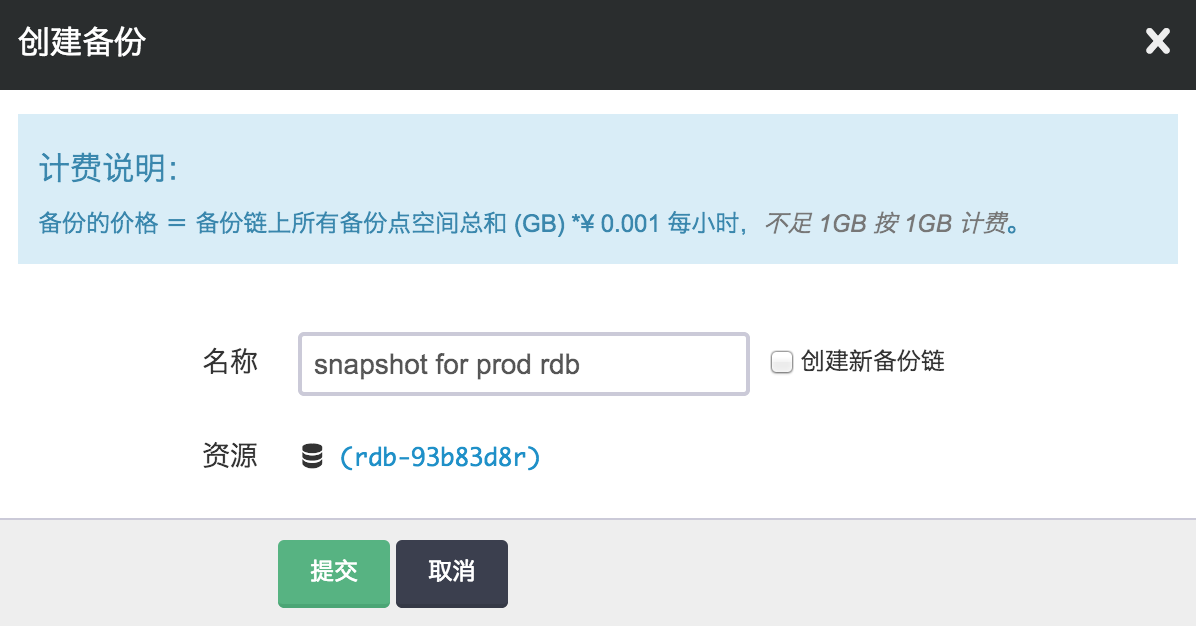 创建备份
计费说明：
备份的价格 ＝ 备份链上所有备份点空间总和 (GB) *¥ 0.001 每小时，不足 1GB 按 1GB 计费。
名称 snapshot for prod rdb 创建新备份链
资源 (rdb-93b83d8r)
提交 取消